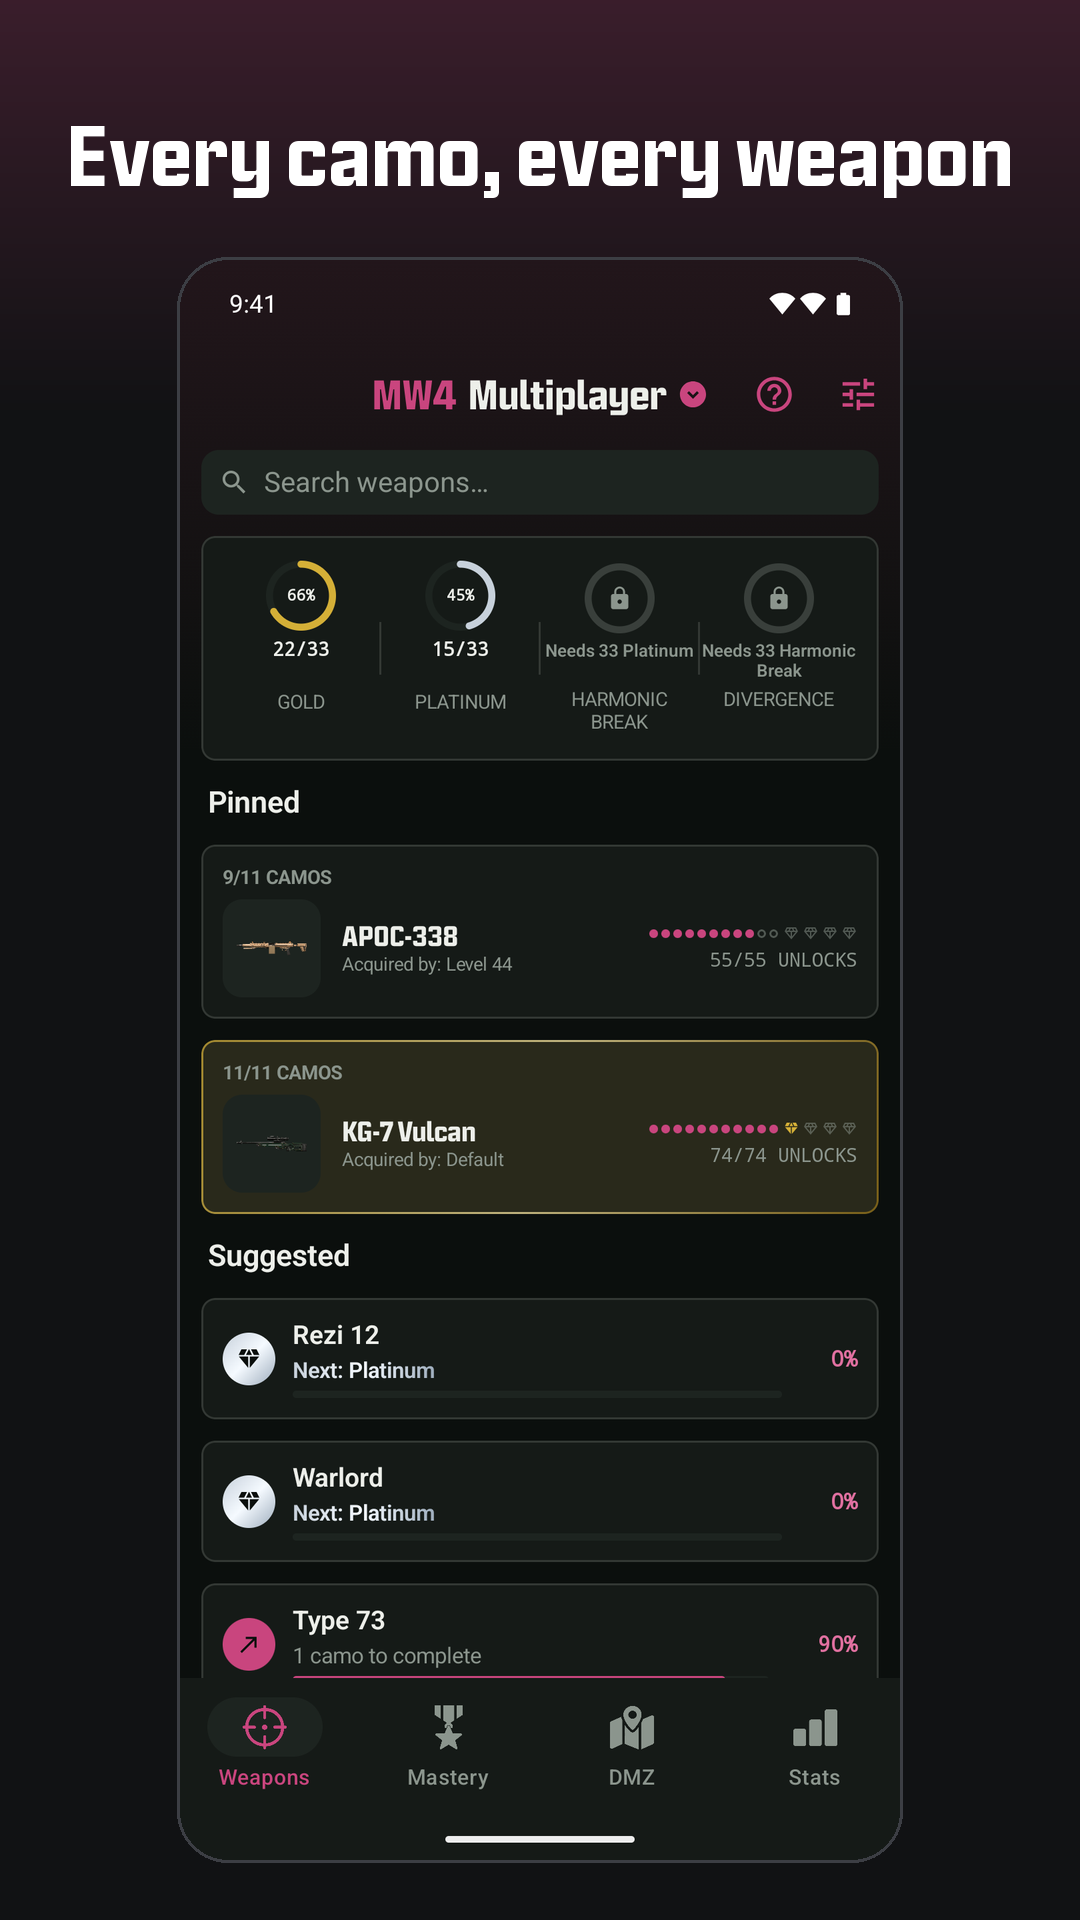 Every camo, every weapon
9:41
MW4 Multiplayer
Search weapons...
66%
45%
22/33
15/33
Needs 33 Platinum
Needs 33 Harmonic
Break
GOLD
PLATINUM
HARMONIC
BREAK
DIVERGENCE
Pinned
9/11 CAMOS
APOC-338
Acquired by: Level 44
55/55 UNLOCKS
11/11 CAMOS
KG-7 Vulcan
Acquired by: Default
74/74 UNLOCKS
Suggested
Rezi 12
Next: Platinum
0%
Warlord
Next: Platinum
0%
Type 73
1 camo to complete
90%
Weapons
Mastery
DMZ
Stats